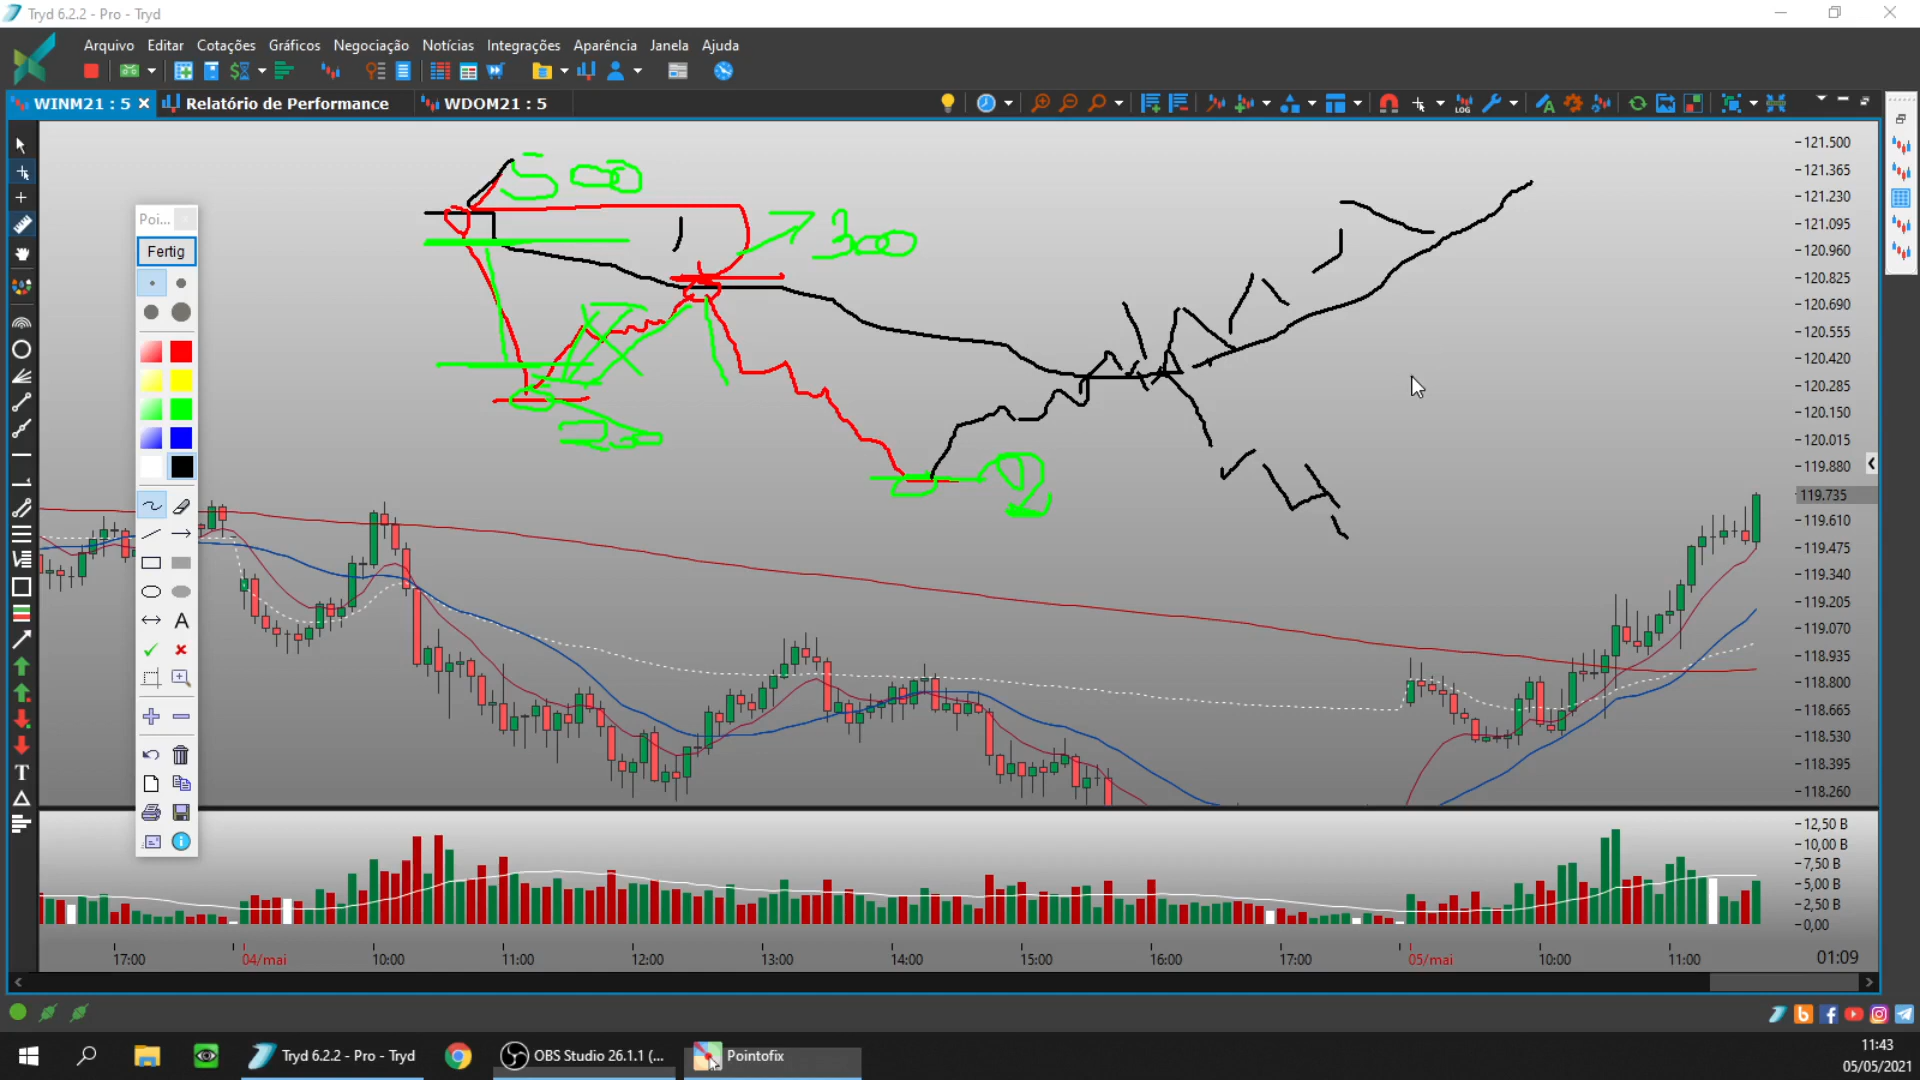 Tryd 6.2.2 - Pro - Tryd
Arquivo Editar Cotações Gráficos Negociação Notícias Integrações Aparência Janela Ajuda
WINM21 : 5 Relatório de Performance WDOM21 : 5
LOG
Poi...
Fertig
A
T
500
300
121.500
121.365
121.230
121.095
120.960
120.825
120.690
120.555
120.420
120.285
120.150
120.015
119.880
119.735
119.610
119.475
119.340
119.205
119.070
118.935
118.800
118.665
118.530
118.395
118.260
12,50 B
10,00 B
7,50 B
5,00 B
2,50 B
0,00
17:00 04/mai 10:00 11:00 12:00 13:00 14:00 15:00 16:00 17:00 05/mai 10:00 11:00 01:09
Tryd 6.2.2 - Pro - Tryd OBS Studio 26.1.1 (... Pointofix
11:43
05/05/2021